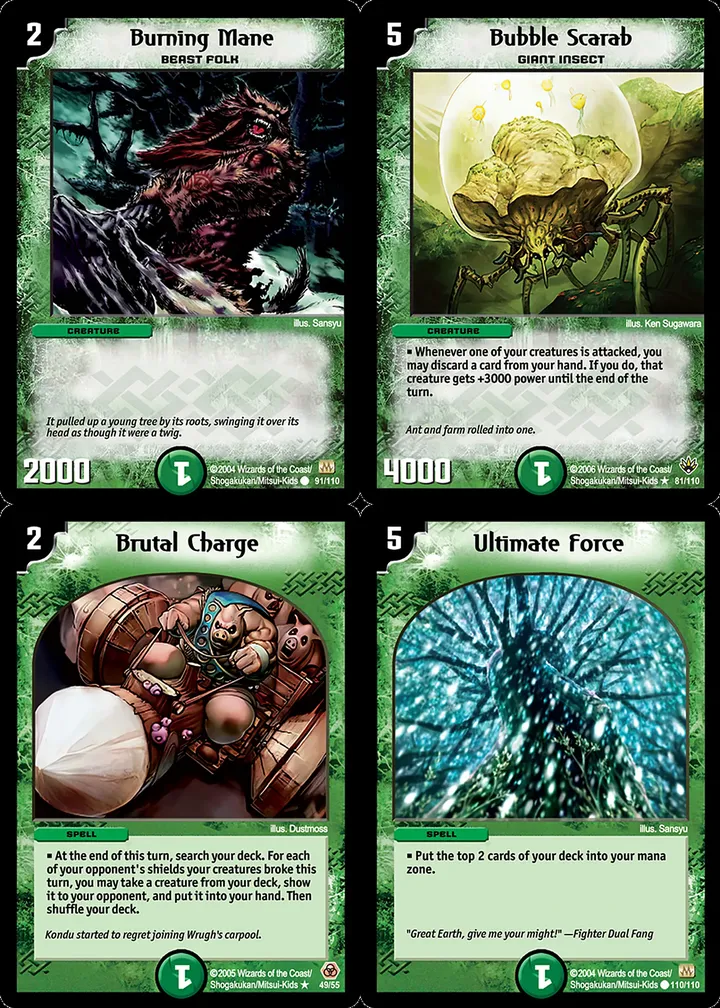 2
Burning Mane
BEAST FOLK
illus. Sansyu
CREATURE
It pulled up a young tree by its roots, swinging it over its
head as though it were a twig.
2000
1
©2004 Wizards of the Coast/
Shogakukan/Mitsui-Kids
91/110
5
Bubble Scarab
GIANT INSECT
illus. Ken Sugawara
CREATURE
▪ Whenever one of your creatures is attacked, you
may discard a card from your hand. If you do, that
creature gets +3000 power until the end of the
turn.
Ant and farm rolled into one.
4000
1
©2006 Wizards of the Coast/
Shogakukan/Mitsui-Kids ★ 81/110
2
Brutal Charge
illus. Dustmoss
SPELL
▪ At the end of this turn, search your deck. For each
of your opponent's shields your creatures broke this
turn, you may take a creature from your deck, show
it to your opponent, and put it into your hand. Then
shuffle your deck.
Kondu started to regret joining Wrugh's carpool.
1
©2005 Wizards of the Coast/
Shogakukan/Mitsui-Kids ★ 49/55
5
Ultimate Force
illus. Sansyu
SPELL
▪ Put the top 2 cards of your deck into your mana
zone.
"Great Earth, give me your might!" —Fighter Dual Fang
1
©2004 Wizards of the Coast/
Shogakukan/Mitsui-Kids ● 110/110